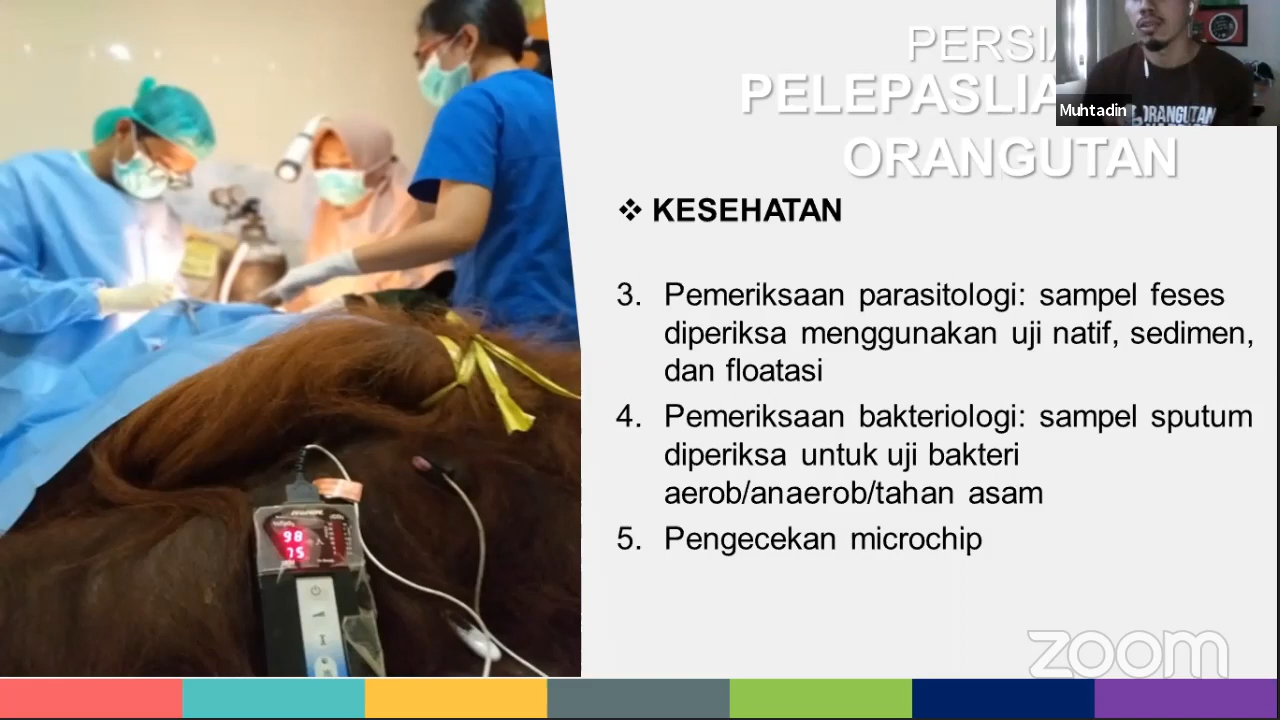 PERSIA
PELEPASLIA
ORANGUTAN
Muhtadin
ORANGUTAN
❖ KESEHATAN
3. Pemeriksaan parasitologi: sampel feses
diperiksa menggunakan uji natif, sedimen,
dan floatasi
4. Pemeriksaan bakteriologi: sampel sputum
diperiksa untuk uji bakteri
aerob/anaerob/tahan asam
5. Pengecekan microchip
98
75
zoom